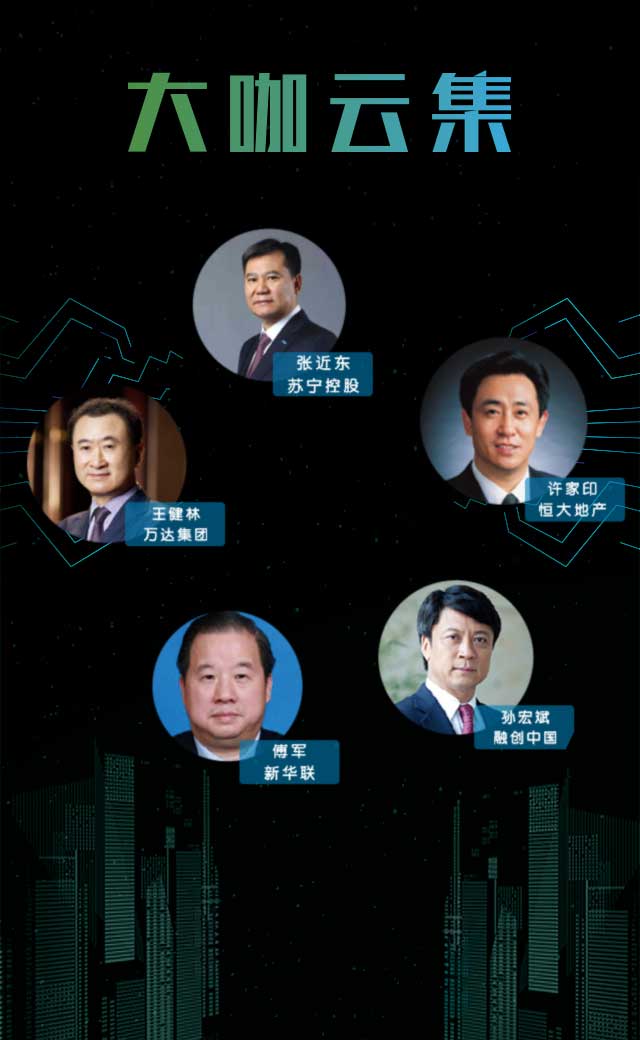 大咖云集
张近东
苏宁控股
许家印
恒大地产
王健林
万达集团
孙宏斌
融创中国
傅军
新华联